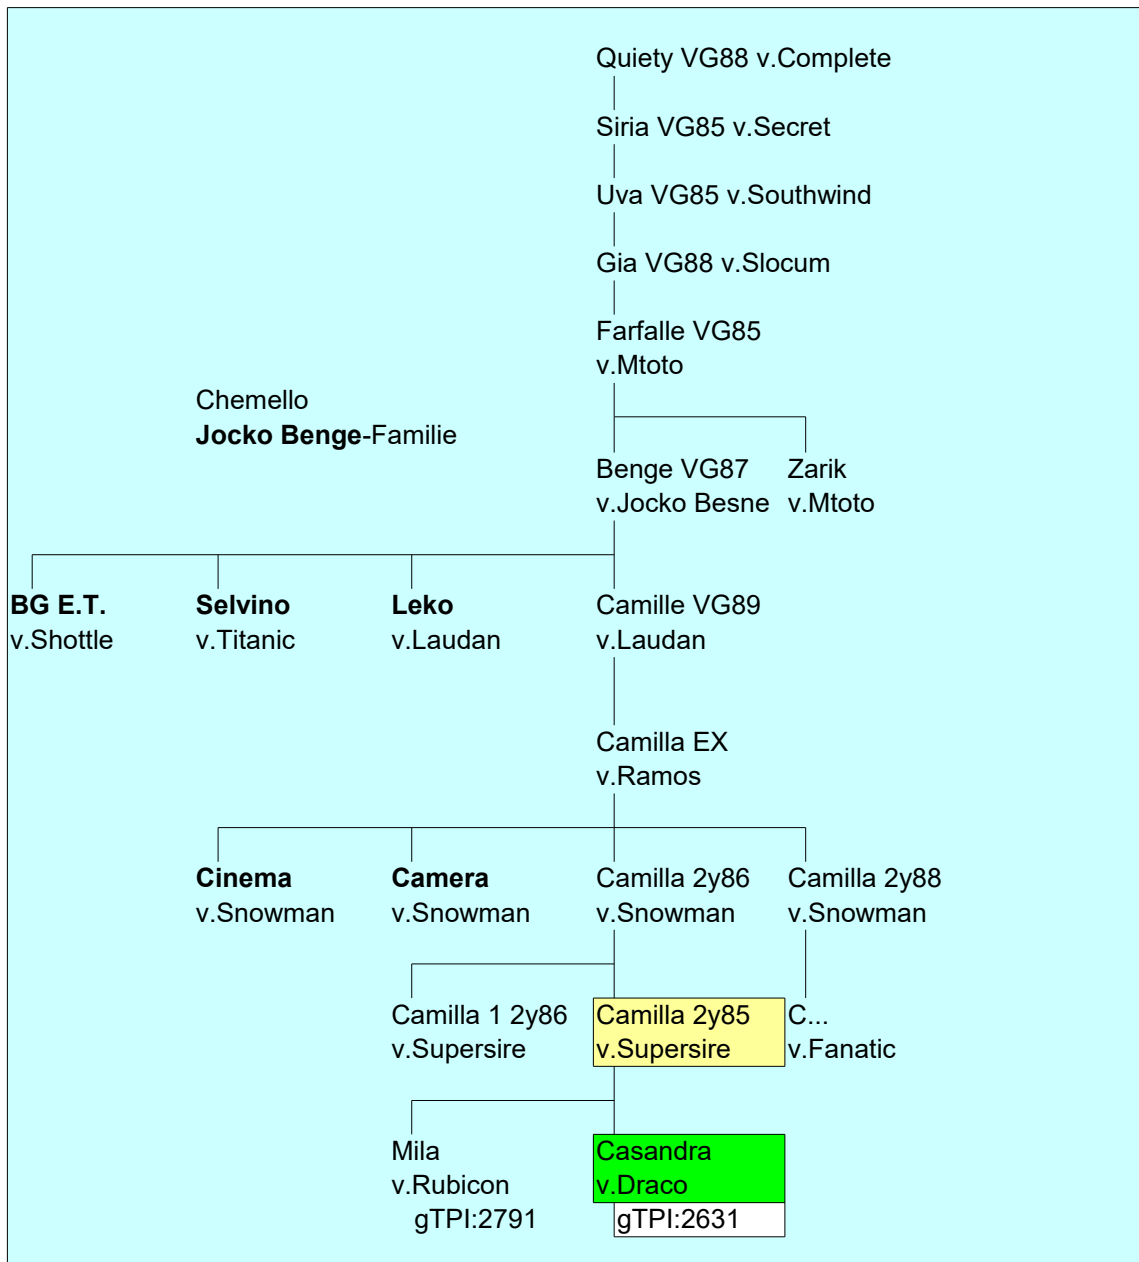 Quiety VG88 v.Complete
Siria VG85 v.Secret
Uva VG85 v.Southwind
Gia VG88 v.Slocum
Farfalle VG85
v.Mtoto
Chemello
Jocko Benge-Familie
Benge VG87
v.Jocko Besne
Zarik
v.Mtoto
BG E.T.
v.Shottle
Selvino
v.Titanic
Leko
v.Laudan
Camille VG89
v.Laudan
Camilla EX
v.Ramos
Cinema
v.Snowman
Camera
v.Snowman
Camilla 2y86
v.Snowman
Camilla 2y88
v.Snowman
Camilla 1 2y86
v.Supersire
Camilla 2y85
v.Supersire
C...
v.Fanatic
Mila
v.Rubicon
gTPI:2791
Casandra
v.Draco
gTPI:2631